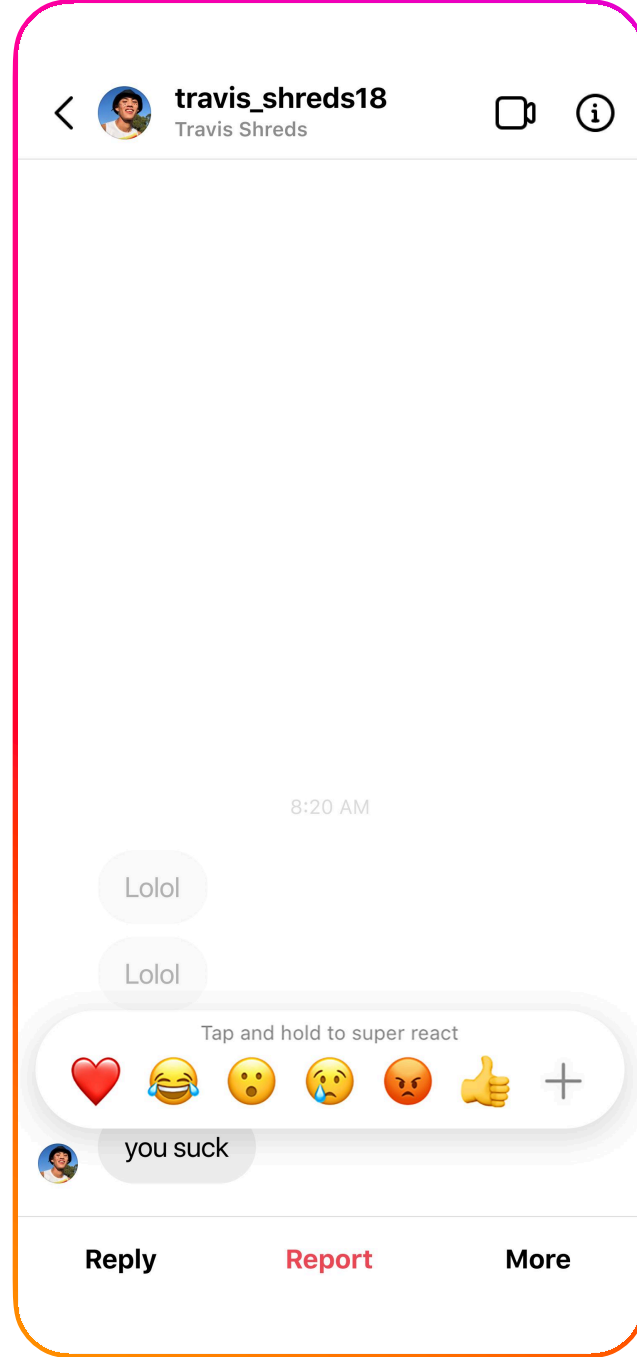 travis_shreds18
Travis Shreds
8:20 AM
Lolol
Lolol
Tap and hold to super react
you suck
Reply Report More